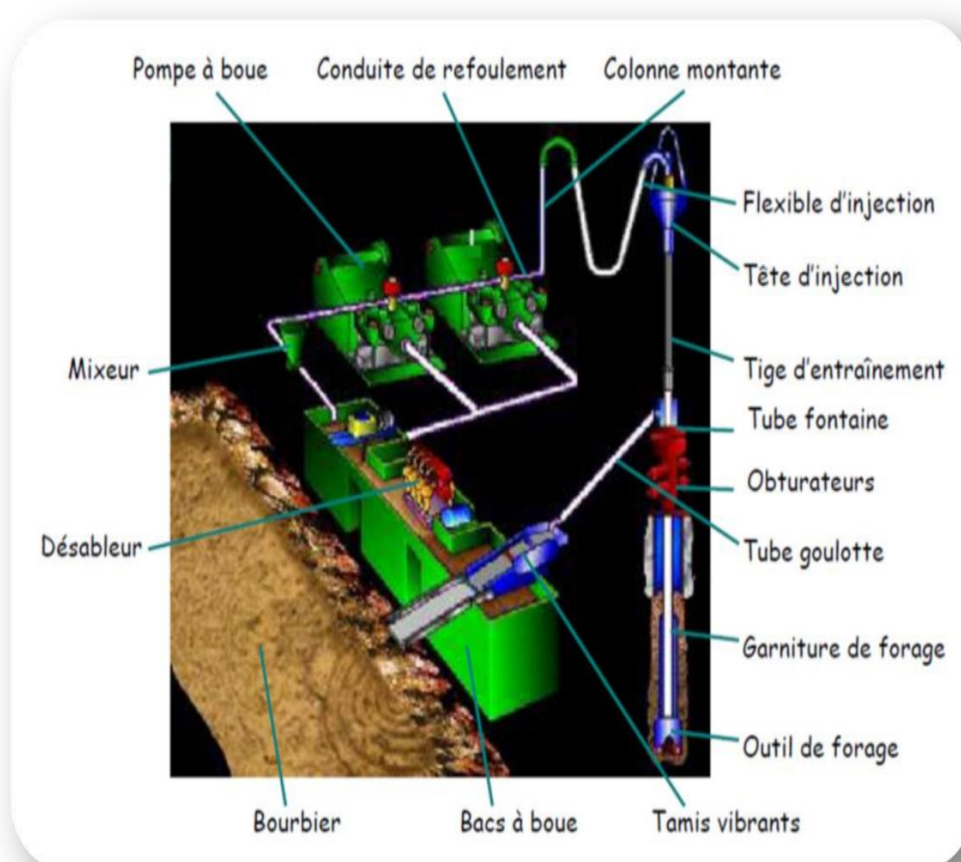 Pompe à boue
Conduite de refoulement
Colonne montante
Flexible d'injection
Tête d'injection
Mixeur
Tige d'entraînement
Tube fontaine
Obturateurs
Désableur
Tube goulotte
Garniture de forage
Outil de forage
Bourbier
Bacs à boue
Tamis vibrants